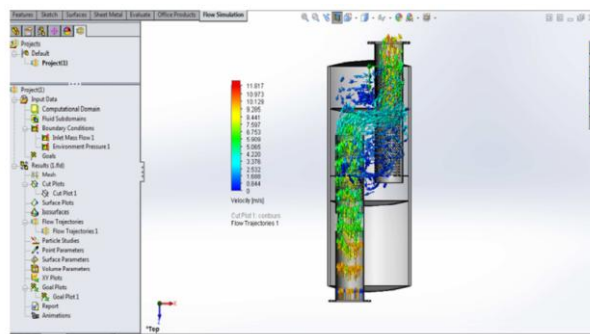 Features
Sketch
Surfaces
Sheet Metal
Evaluate
Office Products
Flow Simulation
Projects
Default
Project(1)
Project(1)
Input Data
Computational Domain
Fluid Subdomains
Boundary Conditions
Inlet Mass Flow 1
Environment Pressure 1
Goals
Results (1.fld)
Mesh
Cut Plots
Cut Plot 1
Surface Plots
Isosurfaces
Flow Trajectories
Flow Trajectories 1
Particle Studies
Point Parameters
Surface Parameters
Volume Parameters
XY Plots
Goal Plots
Goal Plot 1
Report
Animations
11.817
10.973
10.129
9.285
8.441
7.597
6.753
5.909
5.065
4.220
3.376
2.532
1.688
0.844
0
Velocity [m/s]
Cut Plot 1: contours
Flow Trajectories 1
*Top